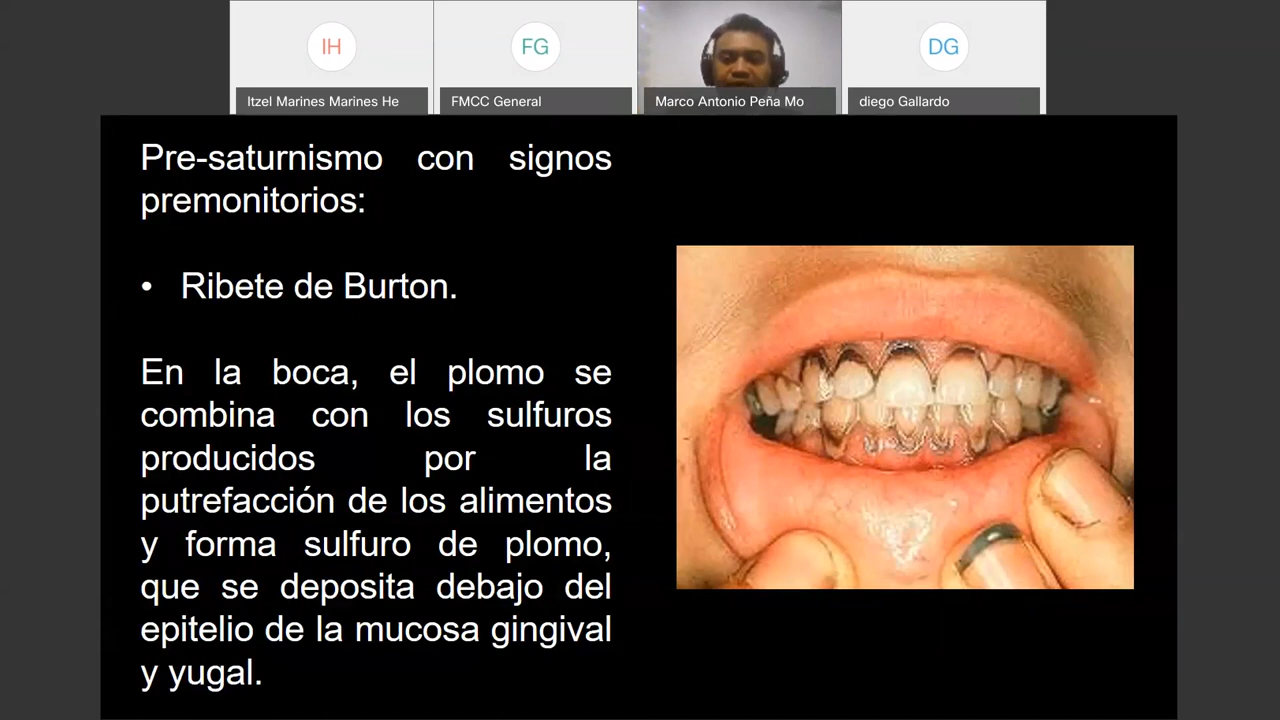 IH
FG
DG
Itzel Marines Marines He
FMCC General
Marco Antonio Peña Mo
diego Gallardo
Pre-saturnismo con signos
premonitorios:
• Ribete de Burton.
En la boca, el plomo se
combina con los sulfuros
producidos por la
putrefacción de los alimentos
y forma sulfuro de plomo,
que se deposita debajo del
epitelio de la mucosa gingival
y yugal.